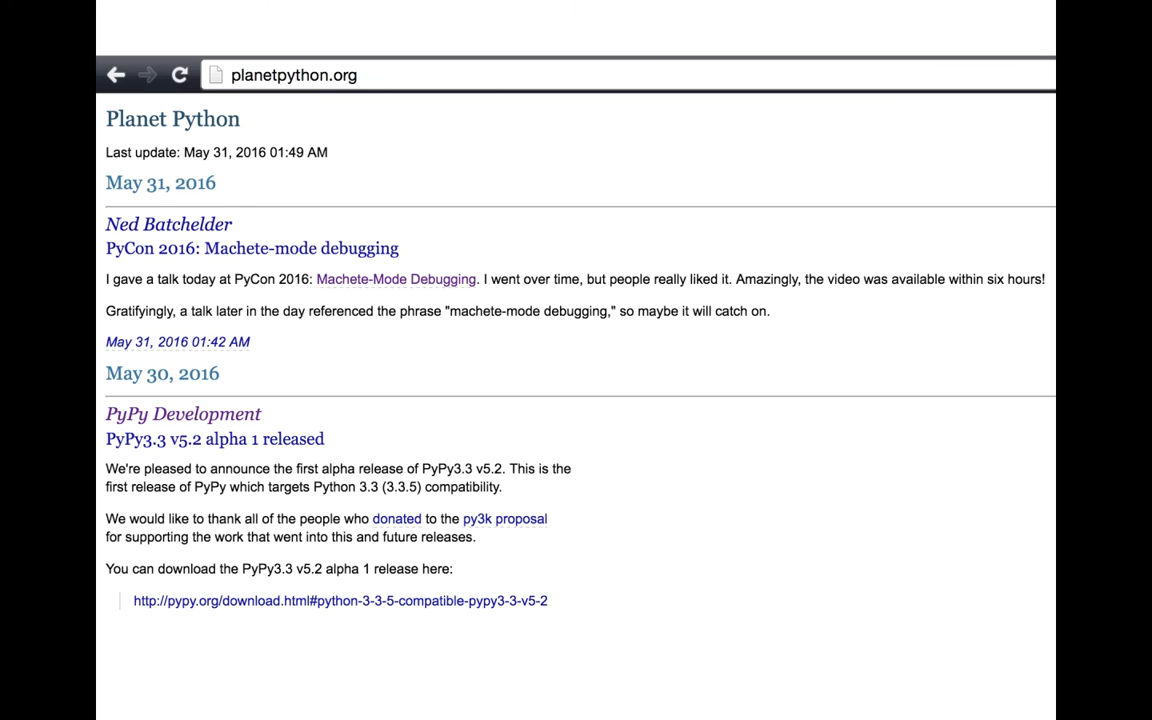 planetpython.org
Planet Python
Last update: May 31, 2016 01:49 AM
May 31, 2016
Ned Batchelder
PyCon 2016: Machete-mode debugging
I gave a talk today at PyCon 2016: Machete-Mode Debugging. I went over time, but people really liked it. Amazingly, the video was available within six hours!
Gratifyingly, a talk later in the day referenced the phrase "machete-mode debugging," so maybe it will catch on.
May 31, 2016 01:42 AM
May 30, 2016
PyPy Development
PyPy3.3 v5.2 alpha 1 released
We're pleased to announce the first alpha release of PyPy3.3 v5.2. This is the
first release of PyPy which targets Python 3.3 (3.3.5) compatibility.
We would like to thank all of the people who donated to the py3k proposal
for supporting the work that went into this and future releases.
You can download the PyPy3.3 v5.2 alpha 1 release here:
http://pypy.org/download.html#python-3-3-5-compatible-pypy3-3-v5-2